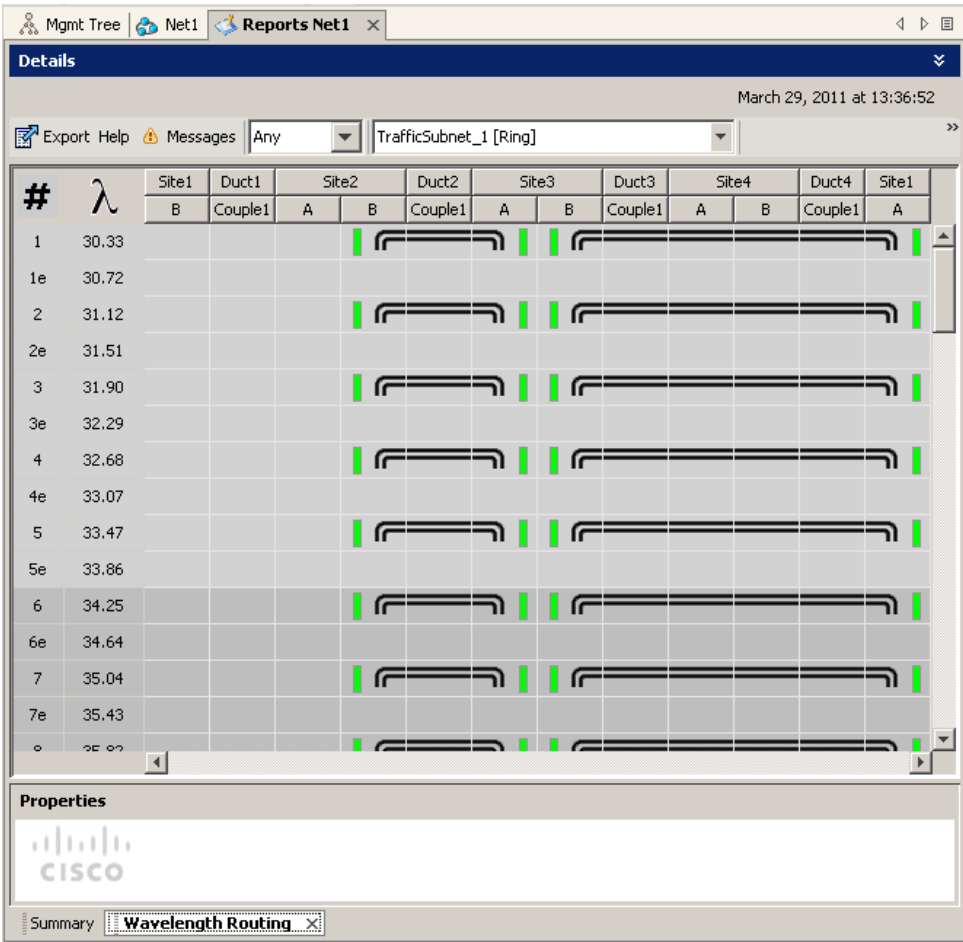 Mgmt Tree Net1 Reports Net1
Details
March 29, 2011 at 13:36:52
Export Help Messages Any TrafficSubnet_1 [Ring]
# λ Site1 Duct1 Site2 Duct2 Site3 Duct3 Site4 Duct4 Site1
B Couple1 A B Couple1 A B Couple1 A B Couple1 A
1 30.33
1e 30.72
2 31.12
2e 31.51
3 31.90
3e 32.29
4 32.68
4e 33.07
5 33.47
5e 33.86
6 34.25
6e 34.64
7 35.04
7e 35.43
8 35.82
Properties
CISCO
Summary Wavelength Routing